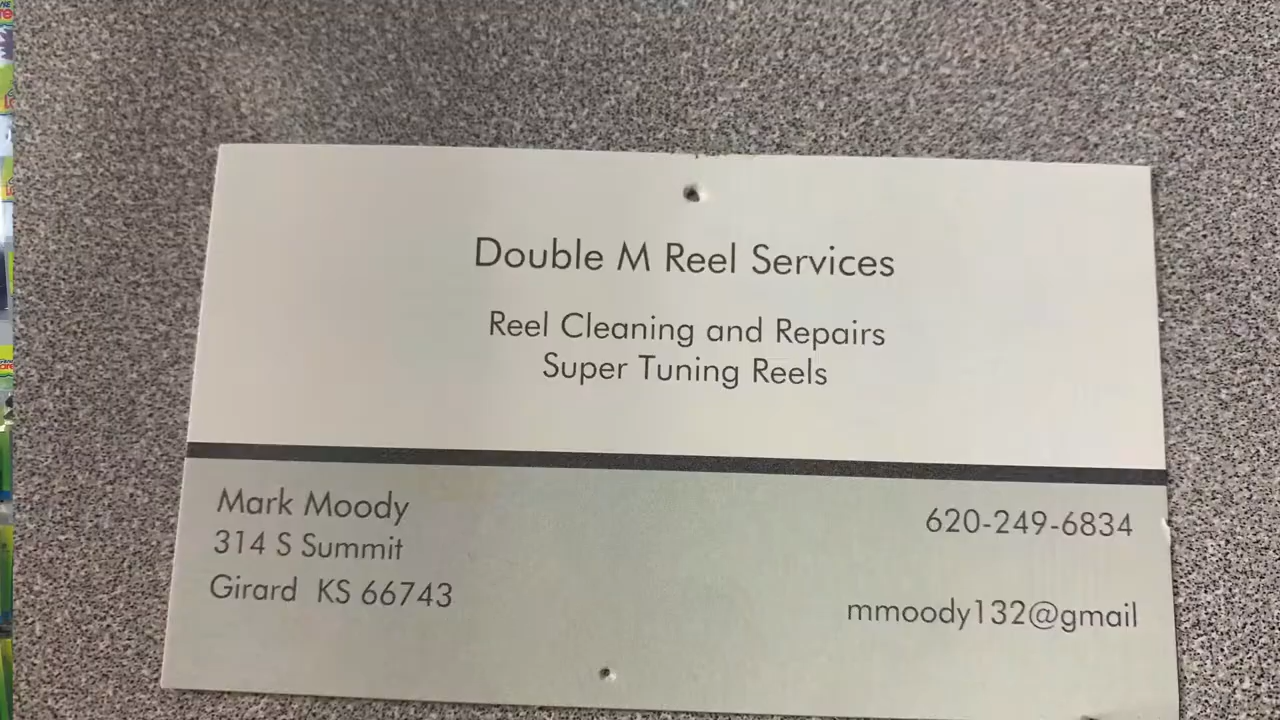 Double M Reel Services
Reel Cleaning and Repairs
Super Tuning Reels
Mark Moody
314 S Summit
Girard KS 66743
620-249-6834
mmoody132@gmail